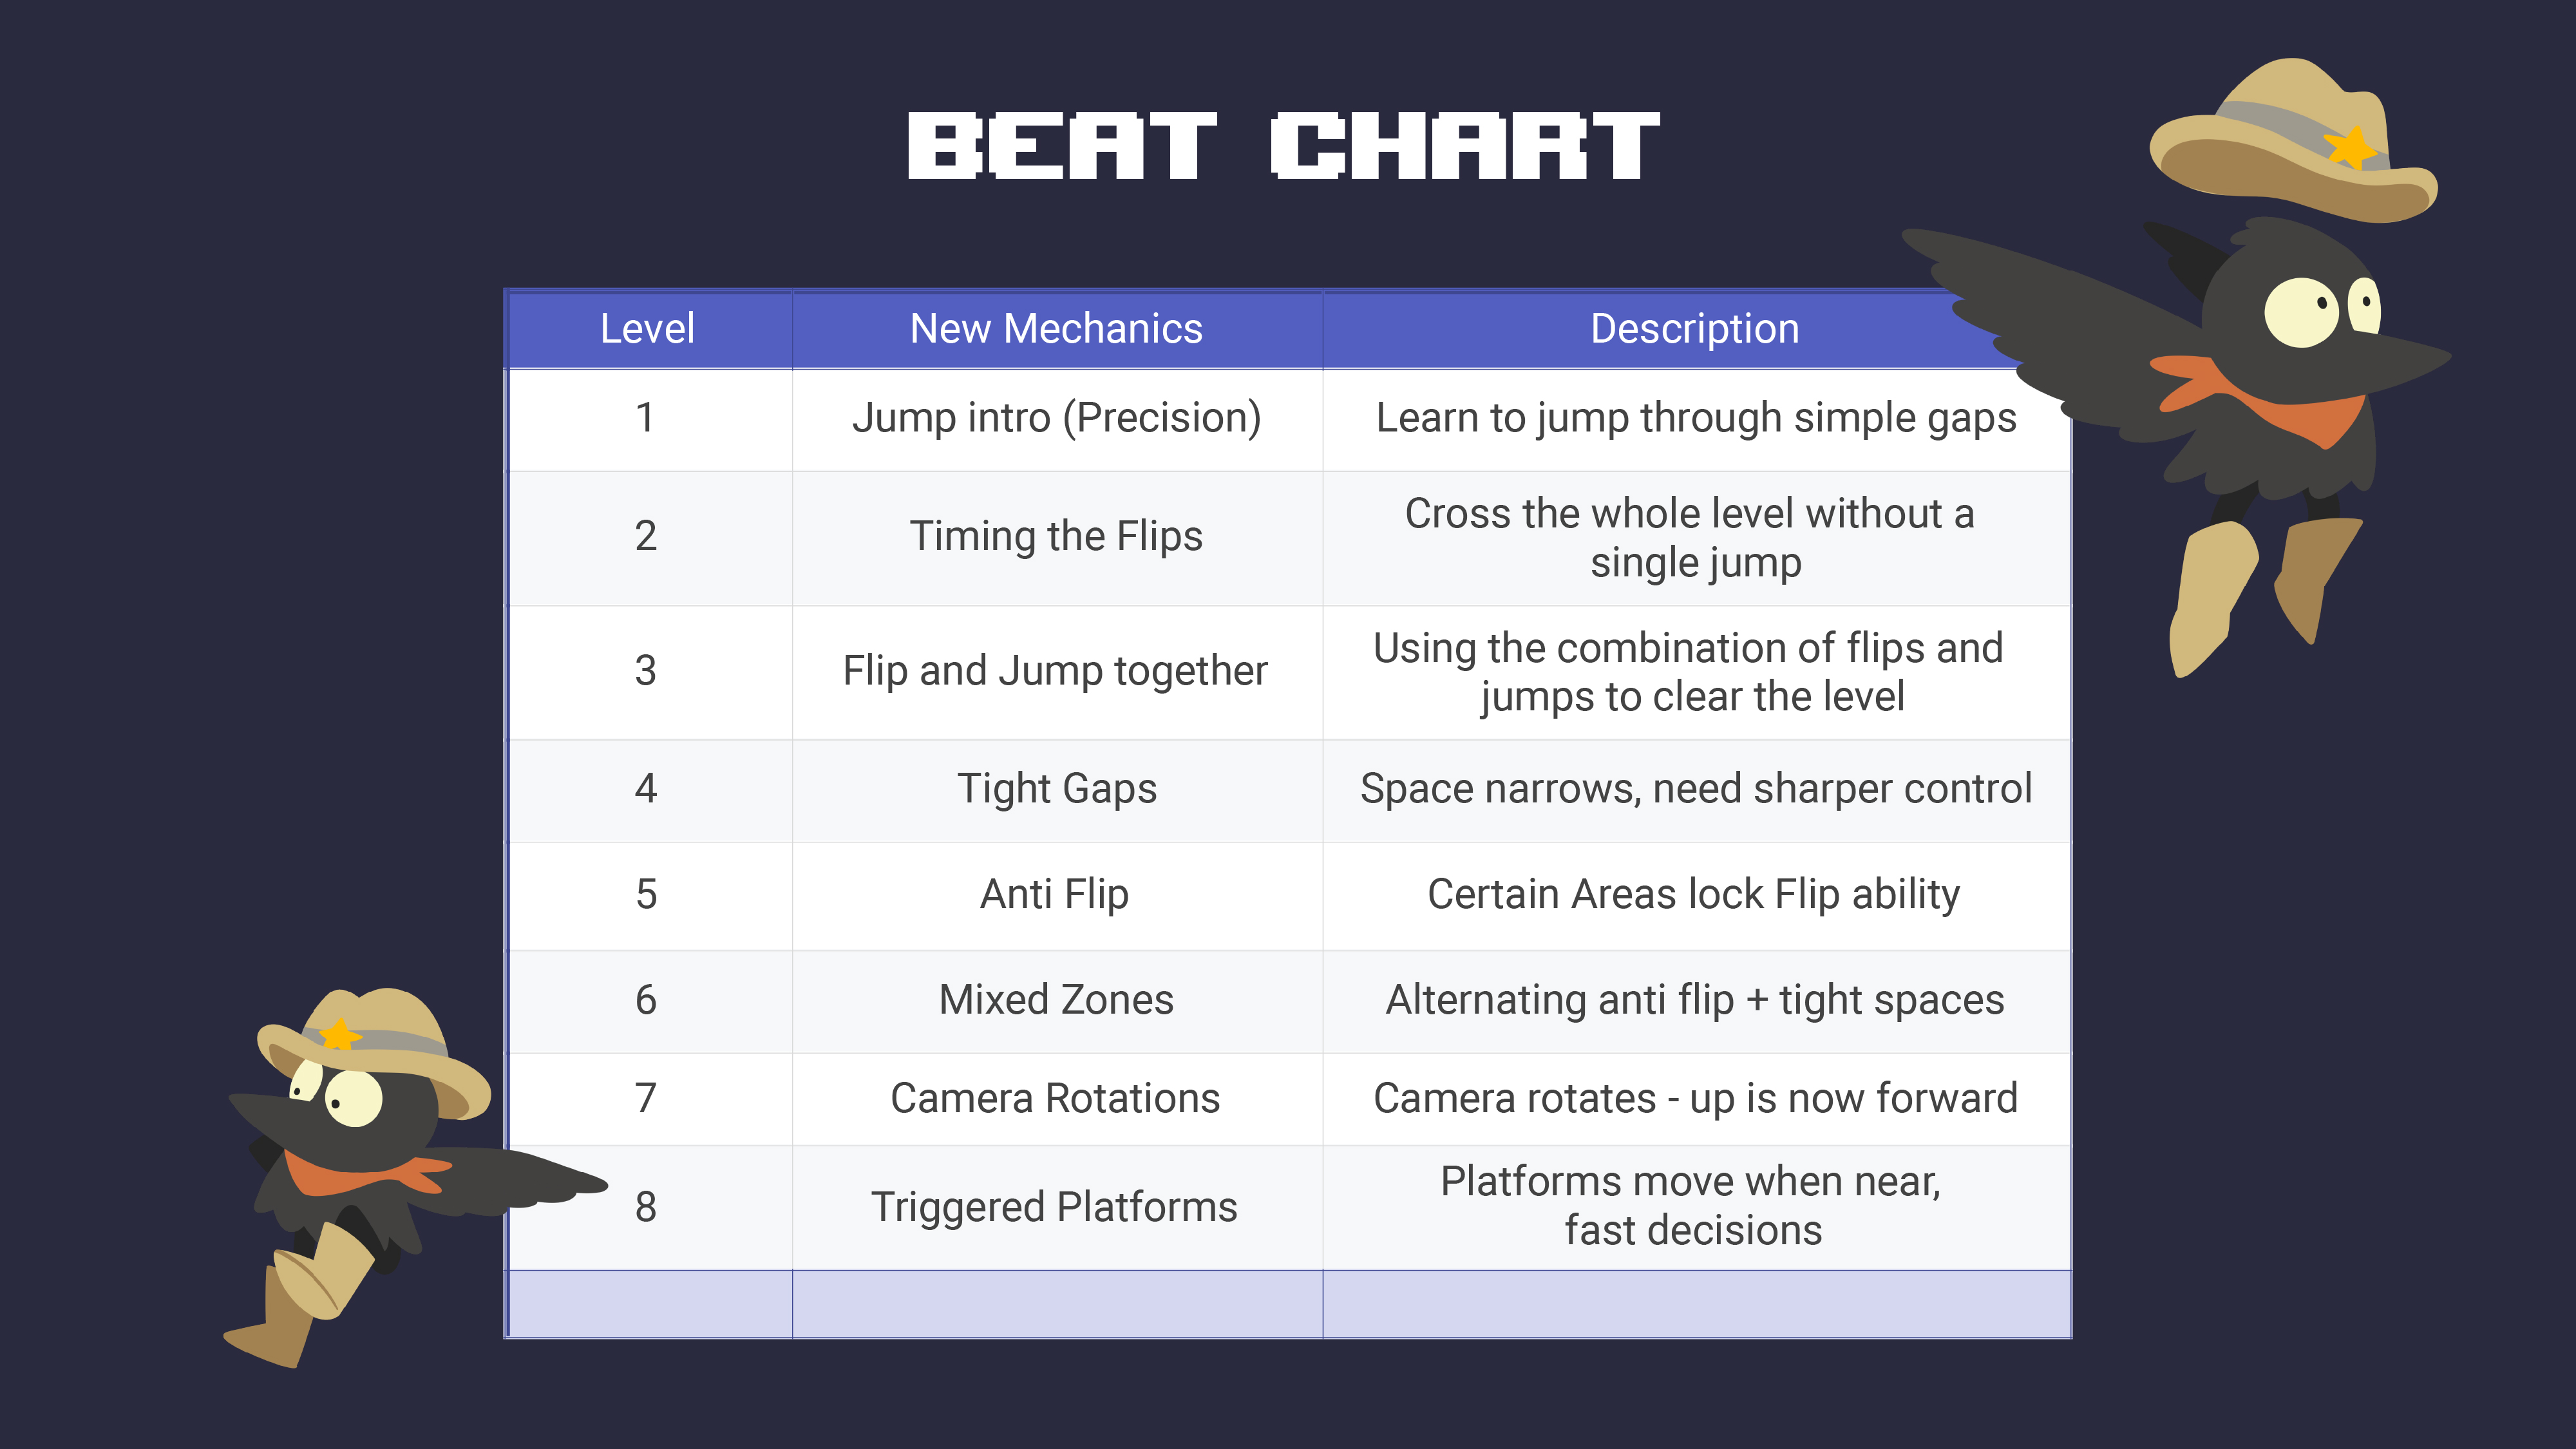 BEAT CHART
Level New Mechanics Description
1 Jump intro (Precision) Learn to jump through simple gaps
2 Timing the Flips Cross the whole level without a
single jump
3 Flip and Jump together Using the combination of flips and
jumps to clear the level
4 Tight Gaps Space narrows, need sharper control
5 Anti Flip Certain Areas lock Flip ability
6 Mixed Zones Alternating anti flip + tight spaces
7 Camera Rotations Camera rotates - up is now forward
8 Triggered Platforms Platforms move when near,
fast decisions